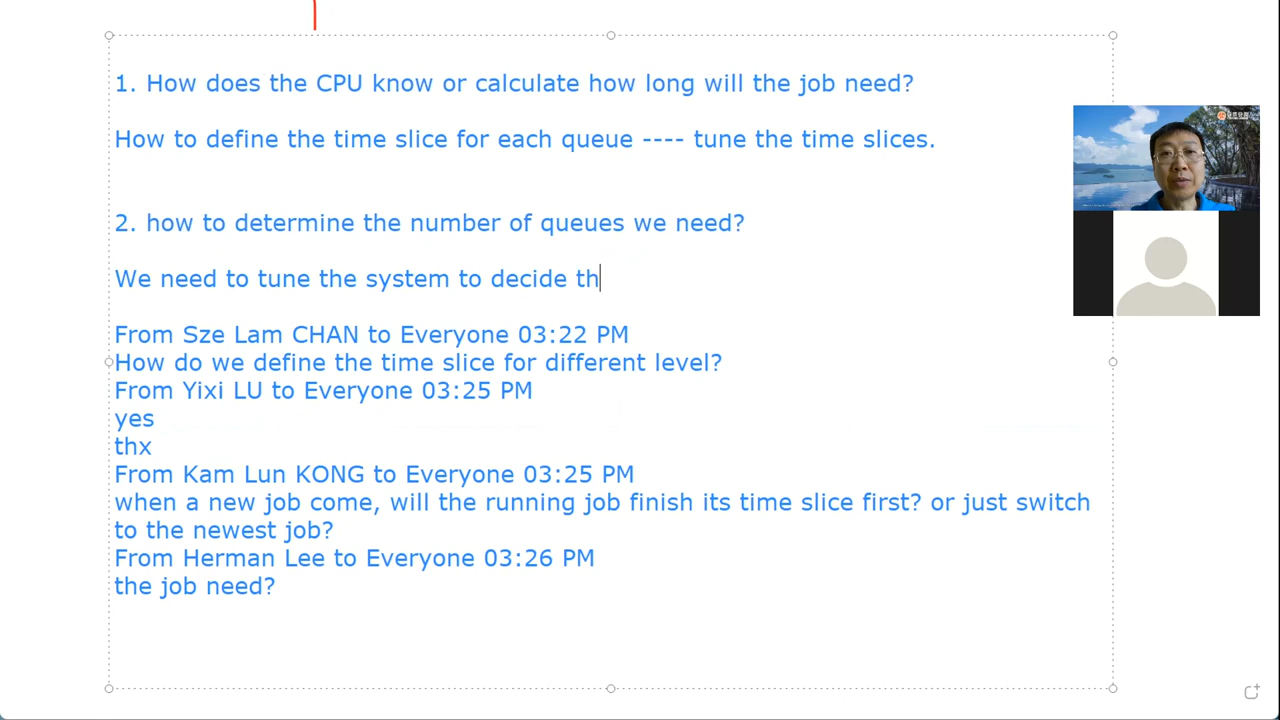 1. How does the CPU know or calculate how long will the job need?
How to define the time slice for each queue ---- tune the time slices.
2. how to determine the number of queues we need?
We need to tune the system to decide th
From Sze Lam CHAN to Everyone 03:22 PM
How do we define the time slice for different level?
From Yixi LU to Everyone 03:25 PM
yes
thx
From Kam Lun KONG to Everyone 03:25 PM
when a new job come, will the running job finish its time slice first? or just switch
to the newest job?
From Herman Lee to Everyone 03:26 PM
the job need?